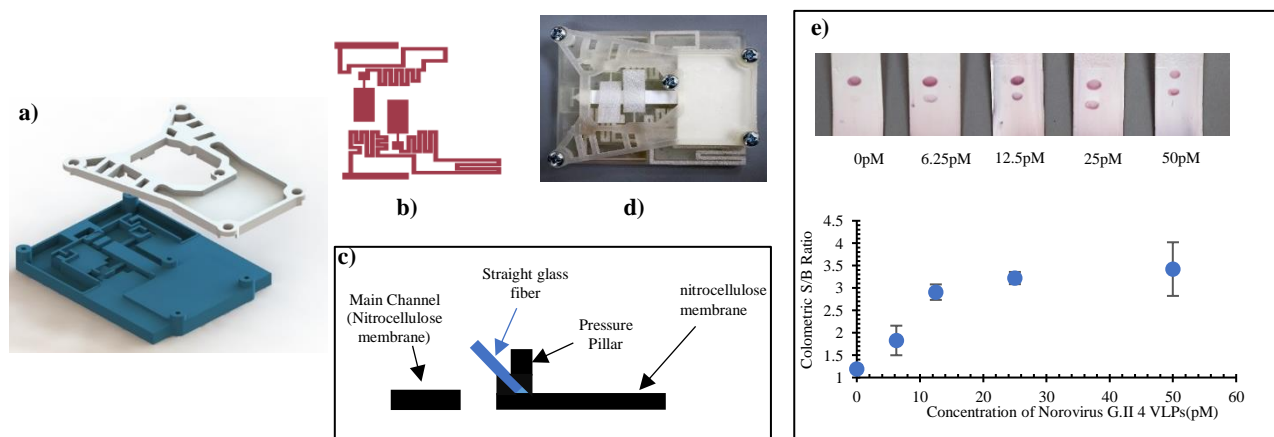 a)
b)
c)
Straight glass
fiber
Main Channel
(Nitrocellulose
membrane)
Pressure
Pillar
nitrocellulose
membrane
d)
e)
0pM
6.25pM
12.5pM
25pM
50pM
Colometric S/B Ratio
4.5
4
3.5
3
2.5
2
1.5
1
0
10
20
30
40
50
60
Concentration of Norovirus G.II 4 VLPs(pM)